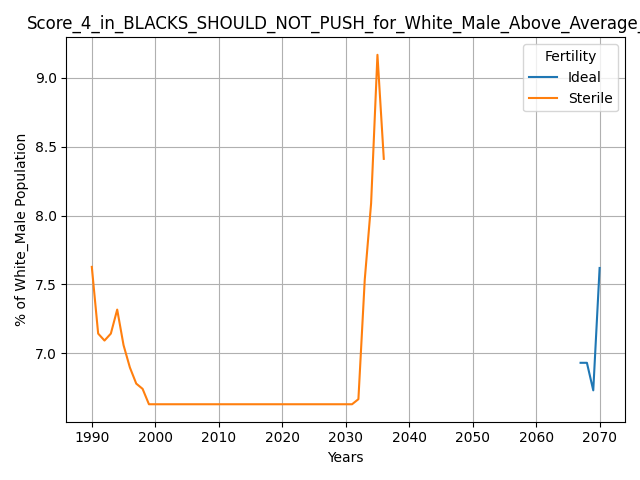 Score_4_in_BLACKS_SHOULD_NOT_PUSH_for_White_Male_Above_Average_
Fertility
Ideal
Sterile
% of White_Male Population
9.0
8.5
8.0
7.5
7.0
1990 2000 2010 2020 2030 2040 2050 2060 2070
Years